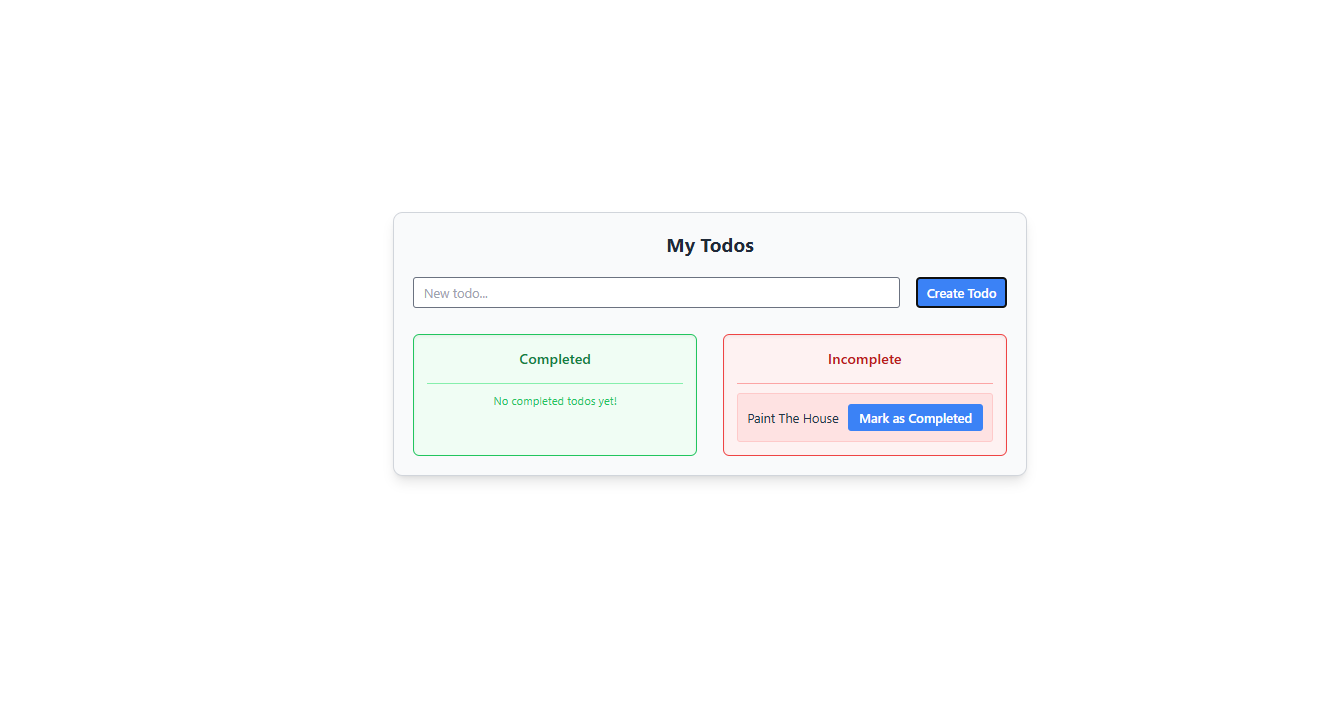 My Todos
New todo...
Create Todo
Completed
No completed todos yet!
Incomplete
Paint The House
Mark as Completed